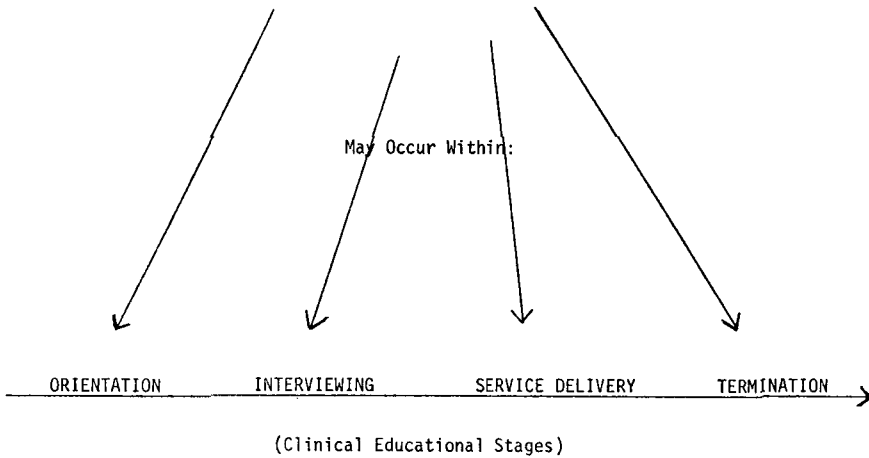 May Occur Within:
ORIENTATION INTERVIEWING SERVICE DELIVERY TERMINATION
(Clinical Educational Stages)